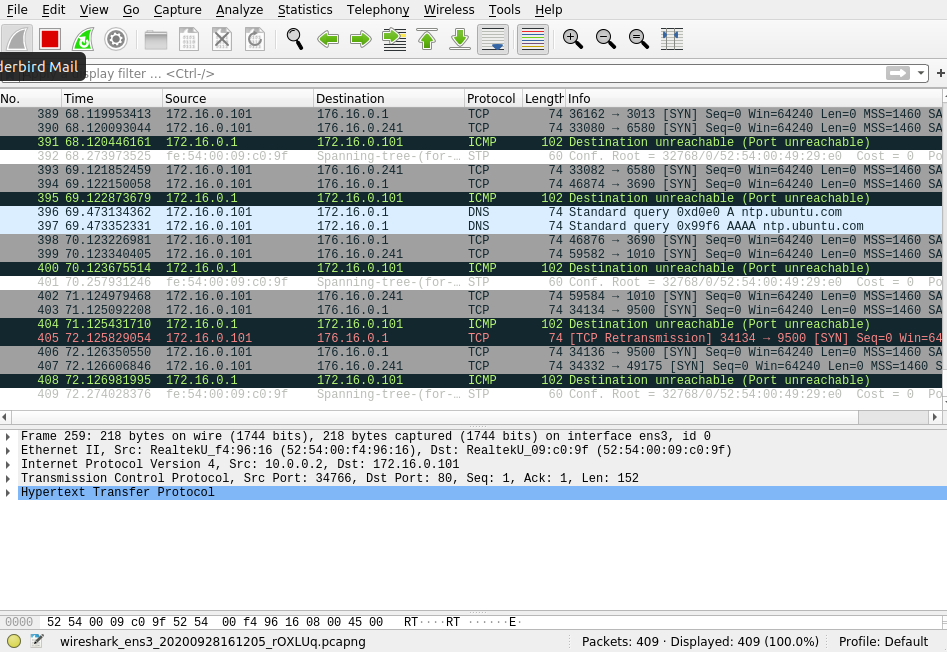 File Edit View Go Capture Analyze Statistics Telephony Wireless Tools Help
derbird Mail
splay filter ... <Ctrl-/>
No. Time Source Destination Protocol Length Info
389 68.119953413 172.16.0.101 176.16.0.1 TCP 74 36162 → 3013 [SYN] Seq=0 Win=64240 Len=0 MSS=1460 SA
390 68.120093044 172.16.0.101 176.16.0.241 TCP 74 33080 → 6580 [SYN] Seq=0 Win=64240 Len=0 MSS=1460 SA
391 68.120446161 172.16.0.1 172.16.0.101 ICMP 102 Destination unreachable (Port unreachable)
392 68.273973525 fe:54:00:09:c0:9f Spanning-tree-(for-… STP 60 Conf. Root = 32768/0/52:54:00:49:29:e0 Cost = 0 Po
393 69.121852459 172.16.0.101 176.16.0.241 TCP 74 33082 → 6580 [SYN] Seq=0 Win=64240 Len=0 MSS=1460 SA
394 69.122150058 172.16.0.101 176.16.0.1 TCP 74 46874 → 3690 [SYN] Seq=0 Win=64240 Len=0 MSS=1460 SA
395 69.122873679 172.16.0.1 172.16.0.101 ICMP 102 Destination unreachable (Port unreachable)
396 69.473134362 172.16.0.101 176.16.0.1 DNS 74 Standard query 0xd0e0 A ntp.ubuntu.com
397 69.473352331 172.16.0.101 176.16.0.1 DNS 74 Standard query 0x99f6 AAAA ntp.ubuntu.com
398 70.123226981 172.16.0.101 176.16.0.1 TCP 74 46876 → 3690 [SYN] Seq=0 Win=64240 Len=0 MSS=1460 SA
399 70.123340405 172.16.0.101 176.16.0.241 TCP 74 59582 → 1010 [SYN] Seq=0 Win=64240 Len=0 MSS=1460 SA
400 70.123675514 172.16.0.1 172.16.0.101 ICMP 102 Destination unreachable (Port unreachable)
401 70.257931246 fe:54:00:09:c0:9f Spanning-tree-(for-… STP 60 Conf. Root = 32768/0/52:54:00:49:29:e0 Cost = 0 Po
402 71.124979468 172.16.0.101 176.16.0.241 TCP 74 59584 → 1010 [SYN] Seq=0 Win=64240 Len=0 MSS=1460 SA
403 71.125092208 172.16.0.101 176.16.0.1 TCP 74 34134 → 9500 [SYN] Seq=0 Win=64240 Len=0 MSS=1460 SA
404 71.125431710 172.16.0.1 172.16.0.101 ICMP 102 Destination unreachable (Port unreachable)
405 72.125829054 172.16.0.101 176.16.0.1 TCP 74 [TCP Retransmission] 34134 → 9500 [SYN] Seq=0 Win=64
406 72.126350550 172.16.0.101 176.16.0.1 TCP 74 34136 → 9500 [SYN] Seq=0 Win=64240 Len=0 MSS=1460 SA
407 72.126606846 172.16.0.101 176.16.0.241 TCP 74 34332 → 49175 [SYN] Seq=0 Win=64240 Len=0 MSS=1460 S
408 72.126981995 172.16.0.1 172.16.0.101 ICMP 102 Destination unreachable (Port unreachable)
409 72.274028376 fe:54:00:09:c0:9f Spanning-tree-(for-… STP 60 Conf. Root = 32768/0/52:54:00:49:29:e0 Cost = 0 Po
Frame 259: 218 bytes on wire (1744 bits), 218 bytes captured (1744 bits) on interface ens3, id 0
Ethernet II, Src: RealtekU_f4:96:16 (52:54:00:f4:96:16), Dst: RealtekU_09:c0:9f (52:54:00:09:c0:9f)
Internet Protocol Version 4, Src: 10.0.0.2, Dst: 172.16.0.101
Transmission Control Protocol, Src Port: 34766, Dst Port: 80, Seq: 1, Ack: 1, Len: 152
Hypertext Transfer Protocol
0000 52 54 00 09 c0 9f 52 54 00 f4 96 16 08 00 45 00 RT····RT ······E·
wireshark_ens3_20200928161205_rOXLUq.pcapng Packets: 409 · Displayed: 409 (100.0%) Profile: Default